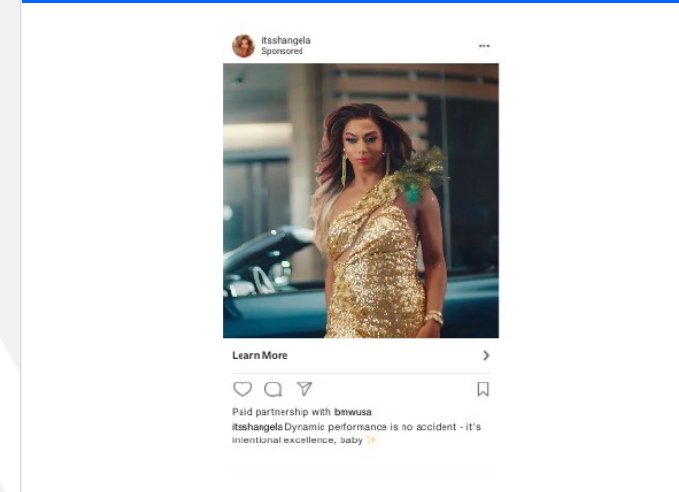 itsshangela
Sponsored
Learn More
Paid partnership with bmwusa
itsshangela Dynamic performance is no accident - it's
intentional excellence, baby ✨